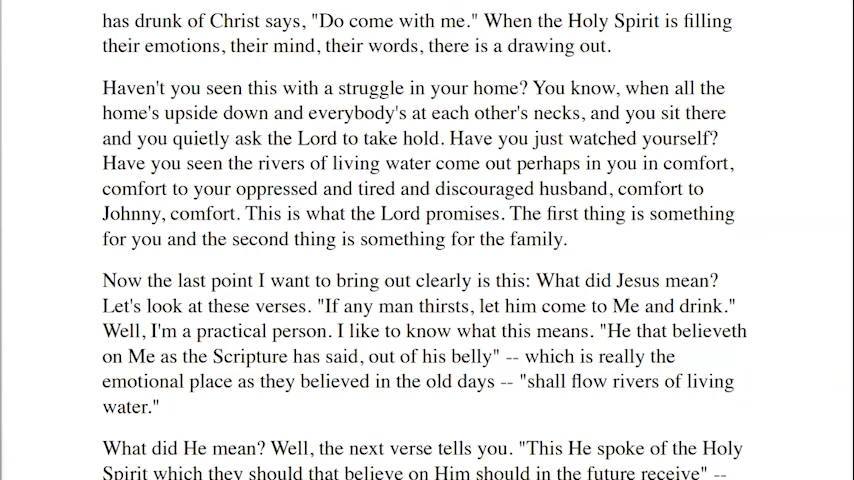 has drunk of Christ says, "Do come with me." When the Holy Spirit is filling
their emotions, their mind, their words, there is a drawing out.
Haven't you seen this with a struggle in your home? You know, when all the
home's upside down and everybody's at each other's necks, and you sit there
and you quietly ask the Lord to take hold. Have you just watched yourself?
Have you seen the rivers of living water come out perhaps in you in comfort,
comfort to your oppressed and tired and discouraged husband, comfort to
Johnny, comfort. This is what the Lord promises. The first thing is something
for you and the second thing is something for the family.
Now the last point I want to bring out clearly is this: What did Jesus mean?
Let's look at these verses. "If any man thirsts, let him come to Me and drink."
Well, I'm a practical person. I like to know what this means. "He that believeth
on Me as the Scripture has said, out of his belly" -- which is really the
emotional place as they believed in the old days -- "shall flow rivers of living
water."
What did He mean? Well, the next verse tells you. "This He spoke of the Holy
Spirit which they should that believe on Him should in the future receive" --